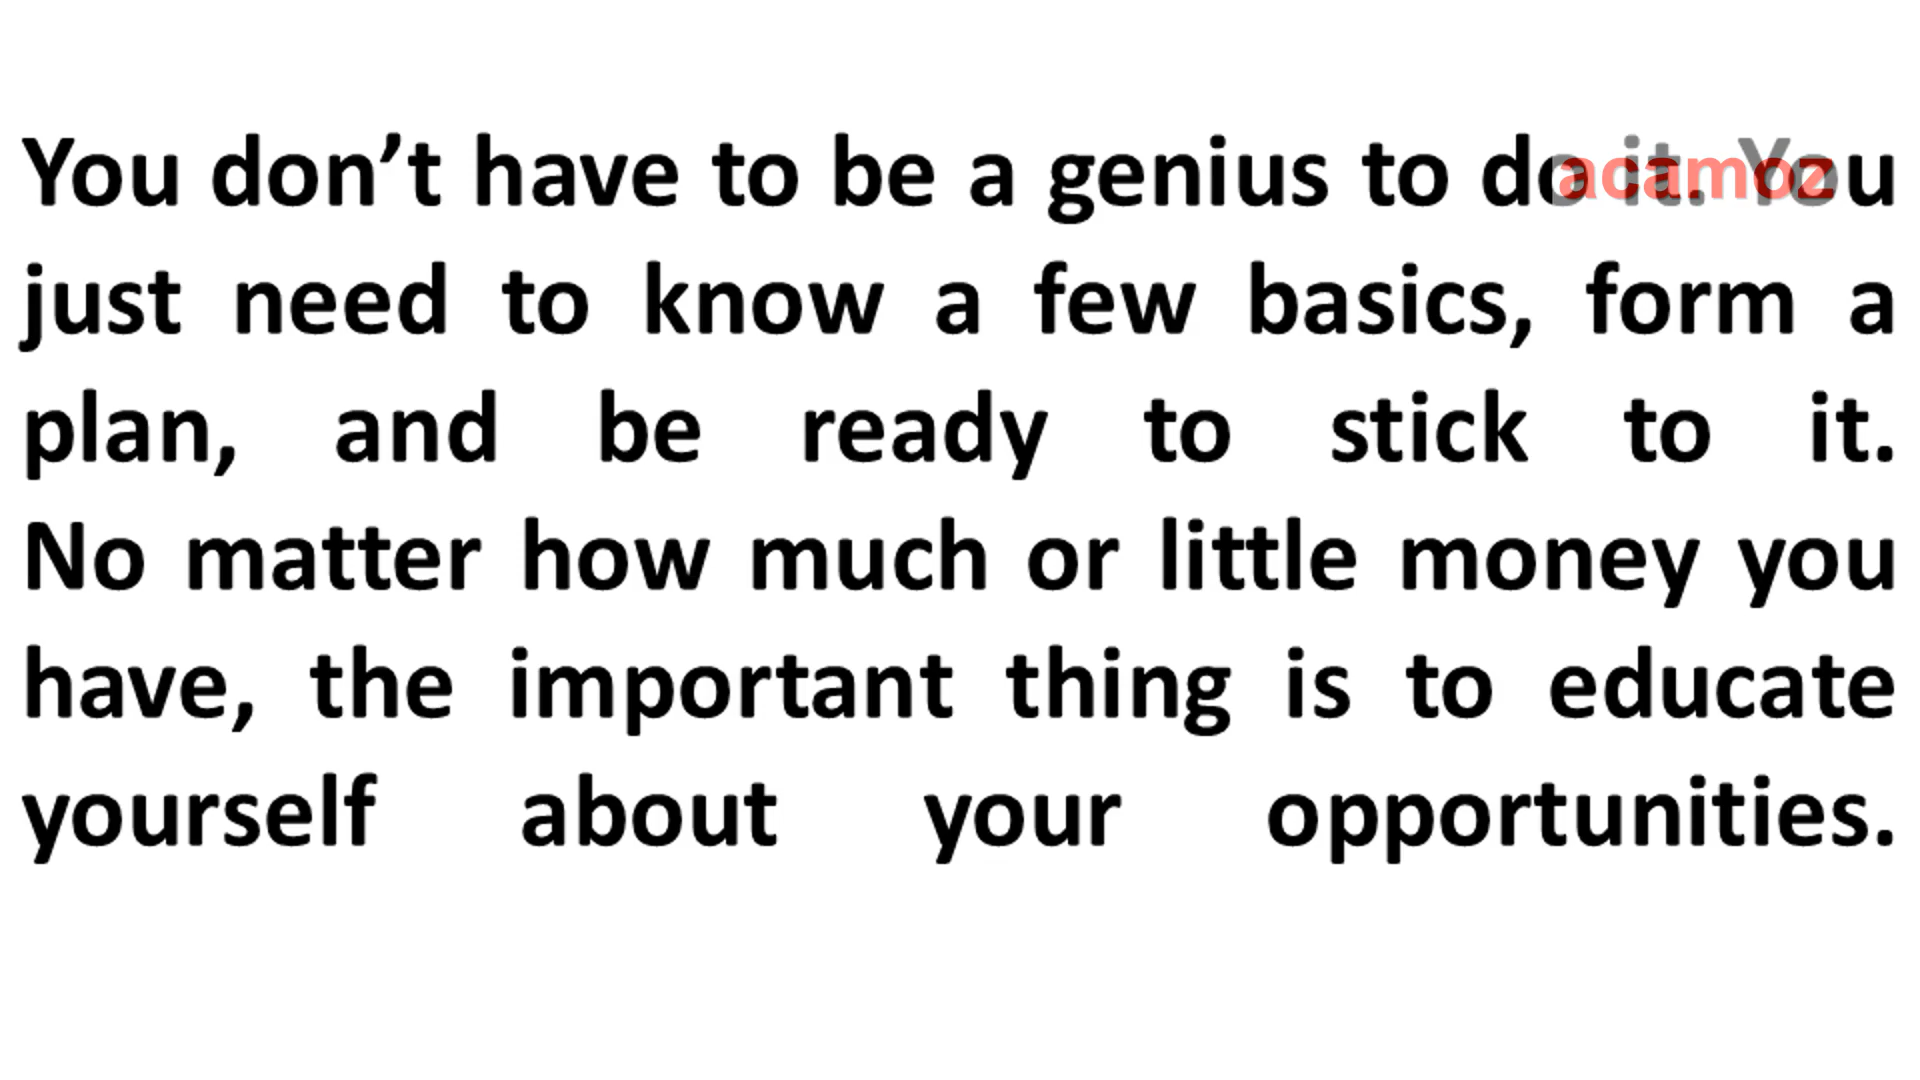 You don’t have to be a genius to do it. You
acamoz
just need to know a few basics, form a
plan, and be ready to stick to it.
No matter how much or little money you
have, the important thing is to educate
yourself about your opportunities.